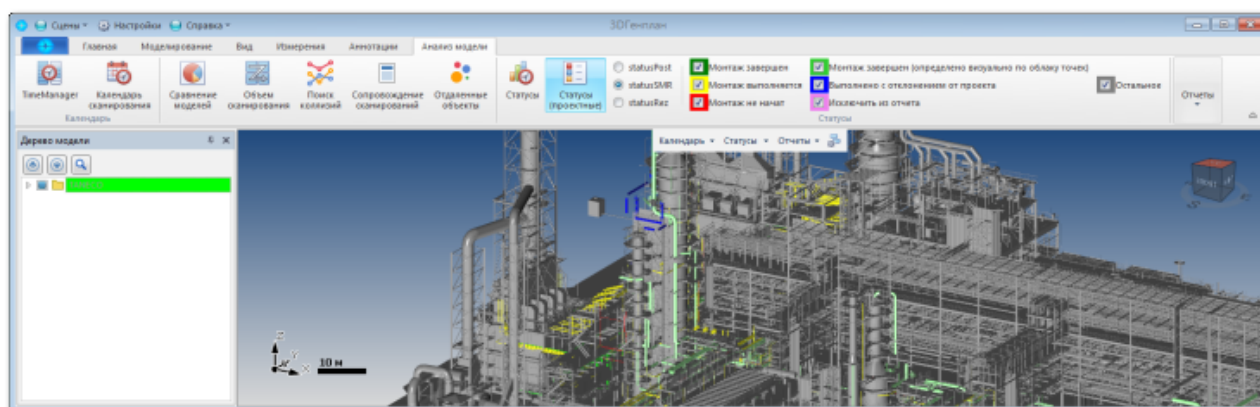 3DГенплан
Сцены Настройки Справка
Главная Моделирование Вид Измерения Аннотации Анализ модели
TimeManager
Календарь сканирования
Сравнение моделей
Объем сканирования
Поиск коллизий
Сопровождение сканирований
Отдаленные объекты
Статусы
Статусы (проектные)
statusPost
statusSMR
statusRez
Монтаж завершен
Монтаж выполняется
Монтаж не начат
Монтаж завершен (определено визуально по облаку точек)
Выполнено с отклонением от проекта
Исключить из отчета
Остальное
Отчеты
Календарь
Статусы
Дерево модели
Календарь Статусы Отчеты
FRONT
Z
Y
X
10 м